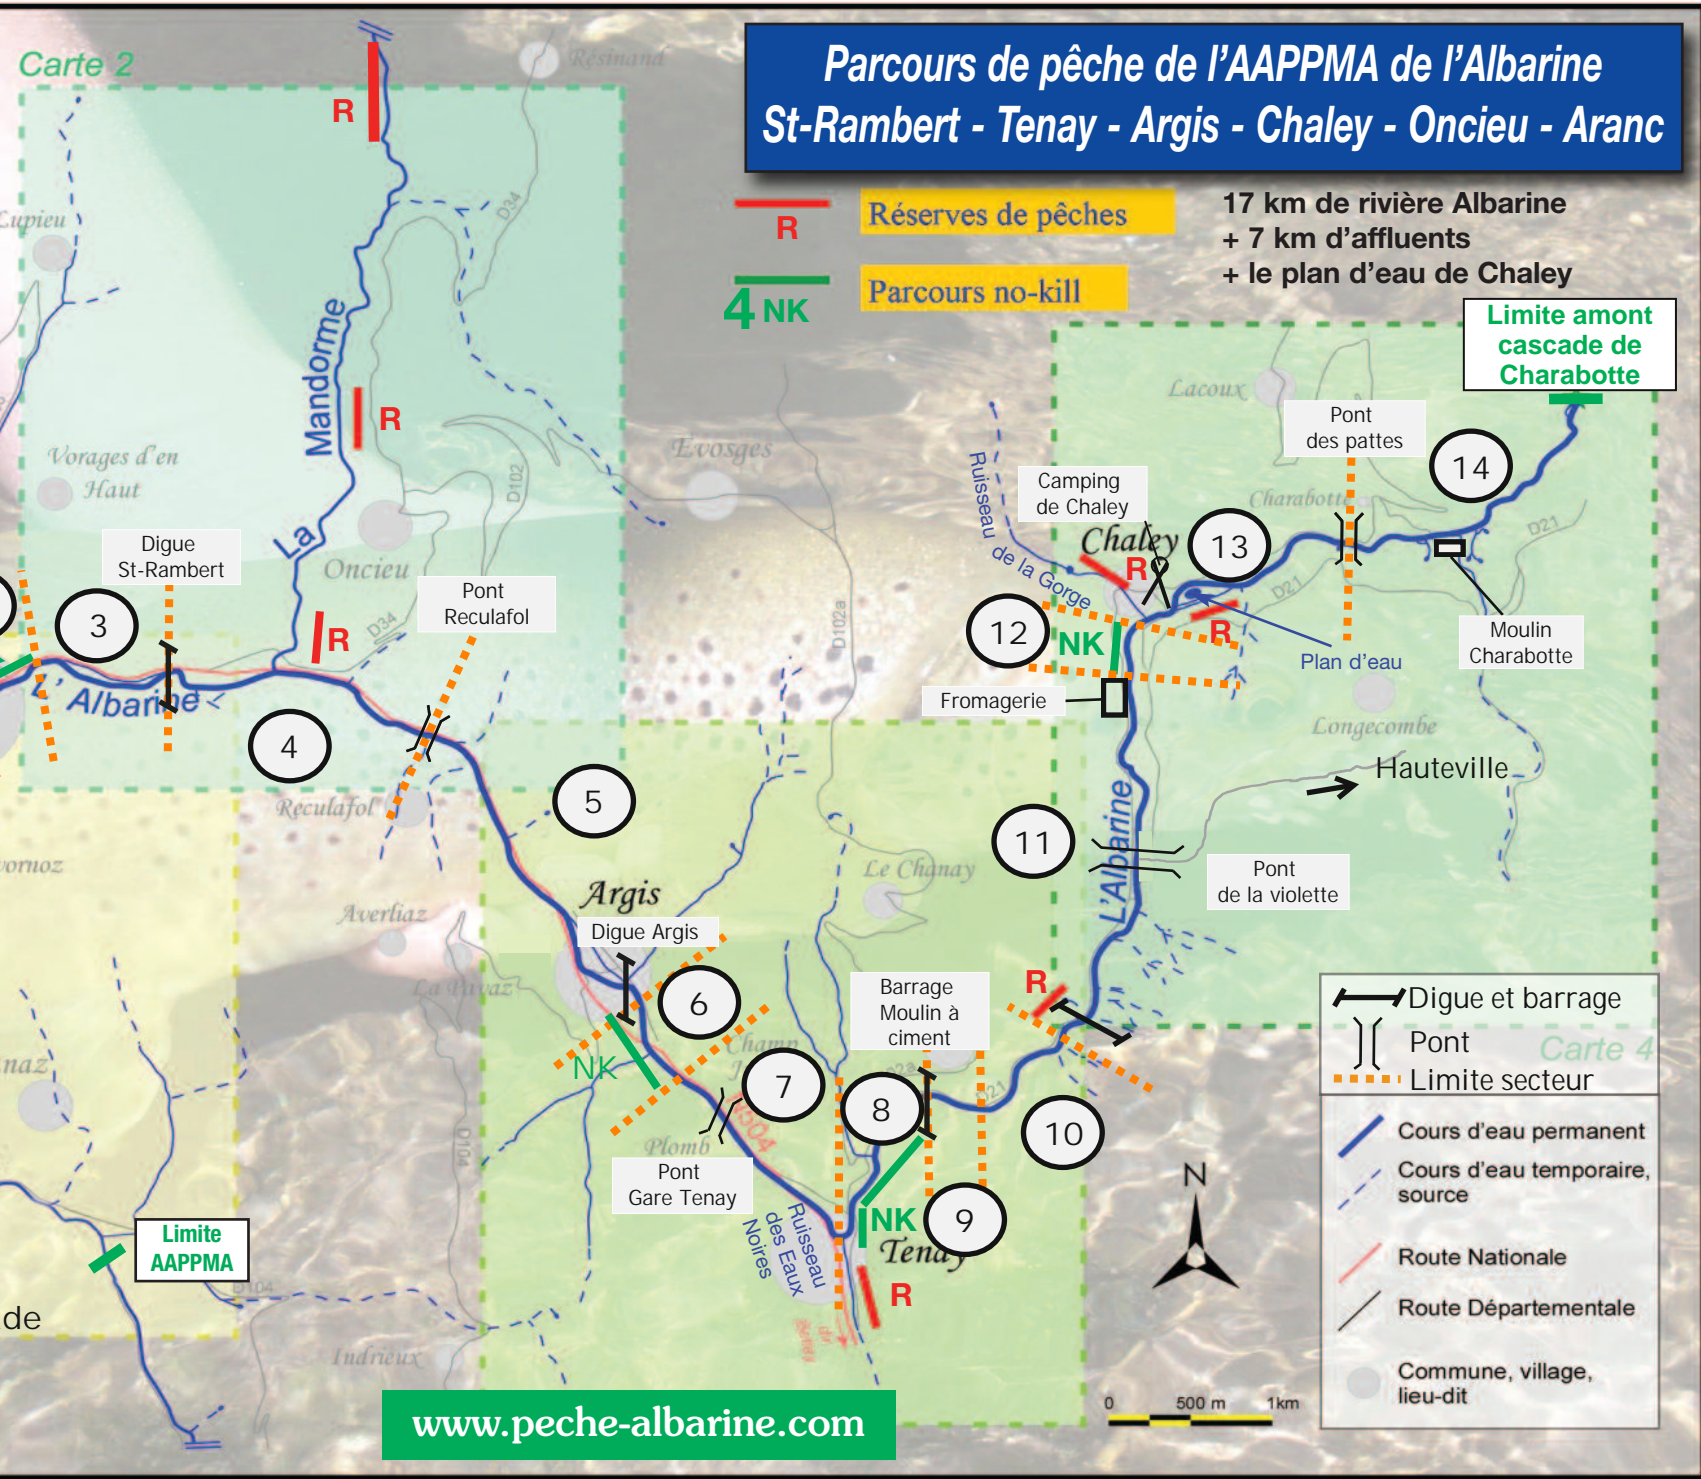 Carte 2
Résinand
Parcours de pêche de l'AAPPMA de l'Albarine
St-Rambert - Tenay - Argis - Chaley - Oncieu - Aranc
R
Réserves de pêches
4 NK
Parcours no-kill
17 km de rivière Albarine
+ 7 km d'affluents
+ le plan d'eau de Chaley
Limite amont
cascade de
Charabotte
R
Lupieu
D34
La Mandorme
R
Vorages d'en
Haut
D102
Oncieu
Evosges
Digue
St-Rambert
Pont
Reculafol
3
R
D34
L'Albarine
4
Reculafol
5
D102a
Lacoux
Pont
des pattes
14
Camping
de Chaley
Charabotte
Ruisseau de la Gorge
Chaley
R
13
D21
D21
12
NK
R
Plan d'eau
Moulin
Charabotte
Fromagerie
Longecombe
Hauteville
11
L'Albarine
Pont
de la violette
Le Chanay
Argis
Averliaz
Digue Argis
6
NK
7
Plomb
N504
Pont
Gare Tenay
Barrage
Moulin à
ciment
R
8
D21
10
9
NK
Tenay
R
Ruisseau
des Eaux
Noires
D104
Limite
AAPPMA
D104
Indrieux
de
www.peche-albarine.com
Digue et barrage
Pont
Carte 4
Limite secteur
Cours d'eau permanent
Cours d'eau temporaire,
source
Route Nationale
Route Départementale
Commune, village,
lieu-dit
N
0 500 m 1km